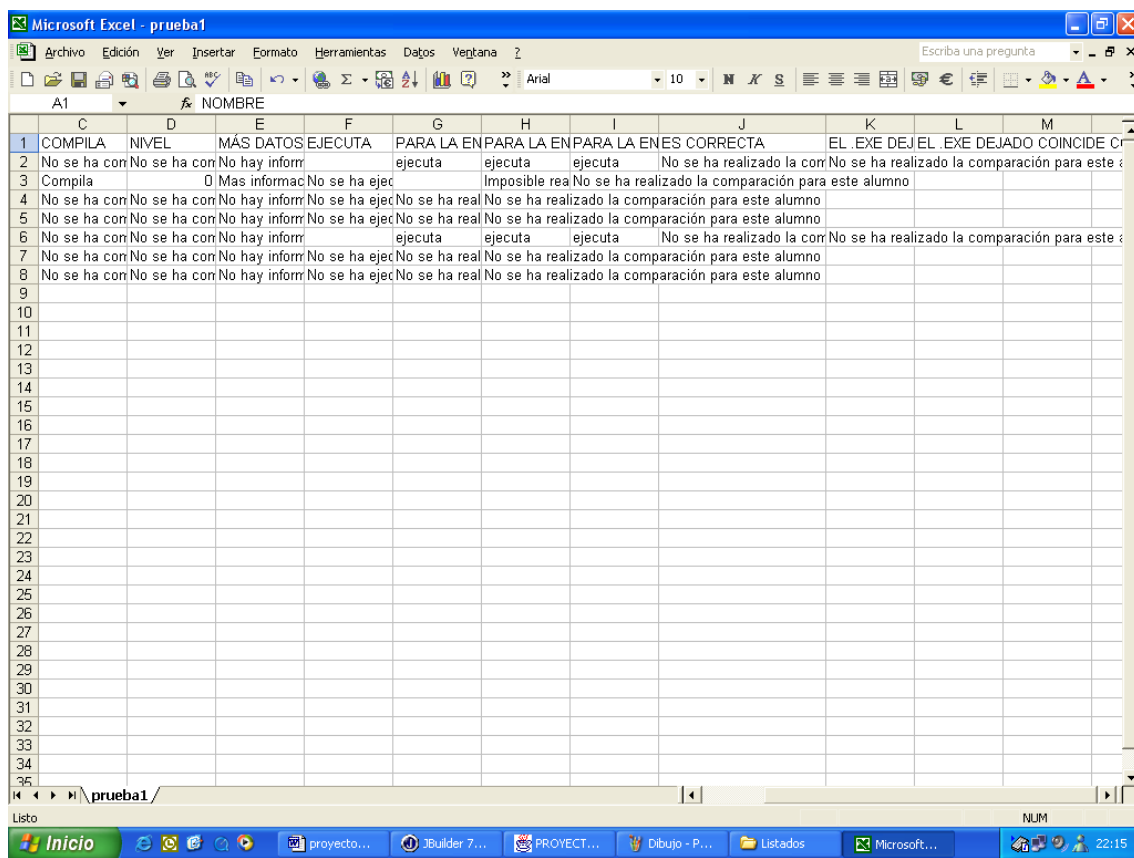 Microsoft Excel - prueba1
Archivo Edición Ver Insertar Formato Herramientas Datos Ventana ? Escriba una pregunta
Arial 10 N K S
A1 fx NOMBRE
C D E F G H I J K L M
1 COMPILA NIVEL MÁS DATOS EJECUTA PARA LA EN PARA LA EN PARA LA EN ES CORRECTA EL .EXE DEJ EL .EXE DEJADO COINCIDE C
2 No se ha com No se ha com No hay inform ejecuta ejecuta ejecuta No se ha realizado la com No se ha realizado la comparación para este a
3 Compila 0 Mas informac No se ha ejec Imposible rea No se ha realizado la comparación para este alumno
4 No se ha com No se ha com No hay inform No se ha ejec No se ha real No se ha realizado la comparación para este alumno
5 No se ha com No se ha com No hay inform No se ha ejec No se ha real No se ha realizado la comparación para este alumno
6 No se ha com No se ha com No hay inform ejecuta ejecuta ejecuta No se ha realizado la com No se ha realizado la comparación para este a
7 No se ha com No se ha com No hay inform No se ha ejec No se ha real No se ha realizado la comparación para este alumno
8 No se ha com No se ha com No hay inform No se ha ejec No se ha real No se ha realizado la comparación para este alumno
9
10
11
12
13
14
15
16
17
18
19
20
21
22
23
24
25
26
27
28
29
30
31
32
33
34
35
prueba1
Listo NUM
Inicio proyecto... JBuilder 7... PROYECT... Dibujo - P... Listados Microsoft... 22:15